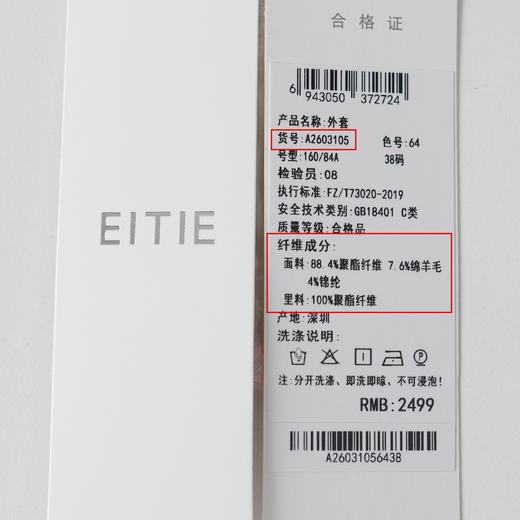 EITIE
合格证
6 943050 372724
产品名称:外套
货号:A2603105 色号:64
号型:160/84A 38码
检验员:08
执行标准:FZ/T73020-2019
安全技术类别:GB18401 C类
质量等级:合格品
纤维成分:
面料:88.4%聚酯纤维 7.6%绵羊毛
4%锦纶
里料:100%聚酯纤维
产地:深圳
洗涤说明:
注:分开洗涤、即洗即晾、不可浸泡!
RMB:2499
A26031056438